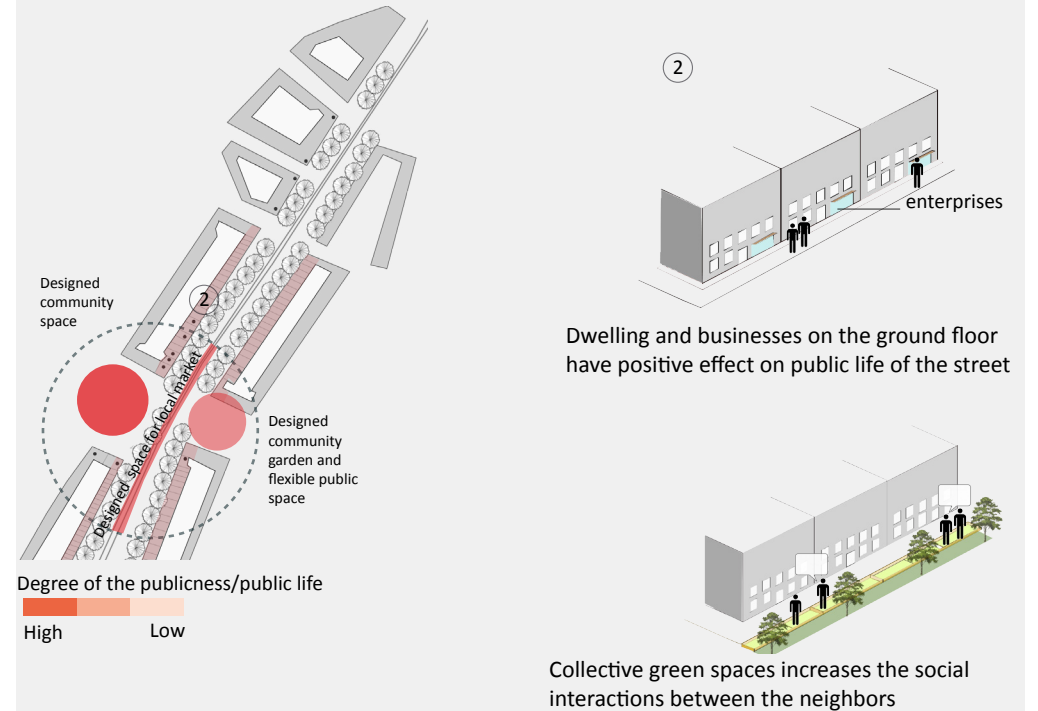 Designed
community
space
2
Designed space for local market
Designed
community
garden and
flexible public
space
Degree of the publicness/public life
High
Low
2
enterprises
Dwelling and businesses on the ground floor
have positive effect on public life of the street
Collective green spaces increases the social
interactions between the neighbors